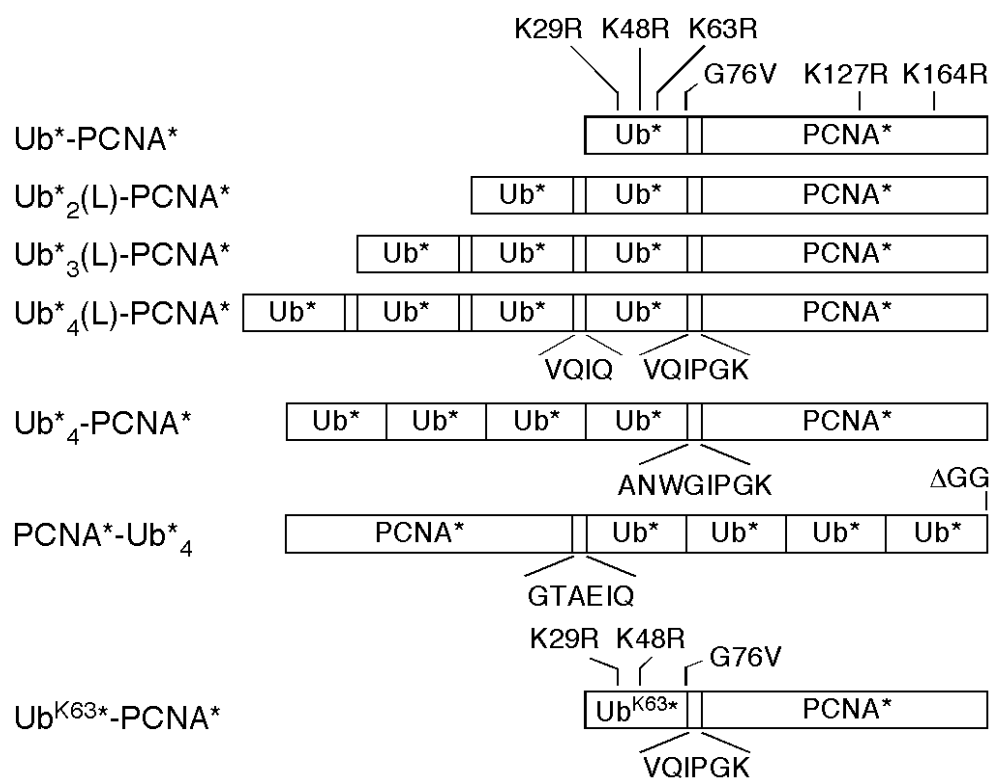 K29R K48R K63R
G76V K127R K164R
Ub*-PCNA* Ub* PCNA*
Ub*2(L)-PCNA* Ub* Ub* PCNA*
Ub*3(L)-PCNA* Ub* Ub* Ub* PCNA*
Ub*4(L)-PCNA* Ub* Ub* Ub* Ub* PCNA*
VQIQ VQIPGK
Ub*4-PCNA* Ub* Ub* Ub* Ub* PCNA*
ANWGIPGK
ΔGG
PCNA*-Ub*4 PCNA* Ub* Ub* Ub* Ub*
GTAEIQ
K29R K48R
G76V
UbK63*-PCNA* UbK63* PCNA*
VQIPGK